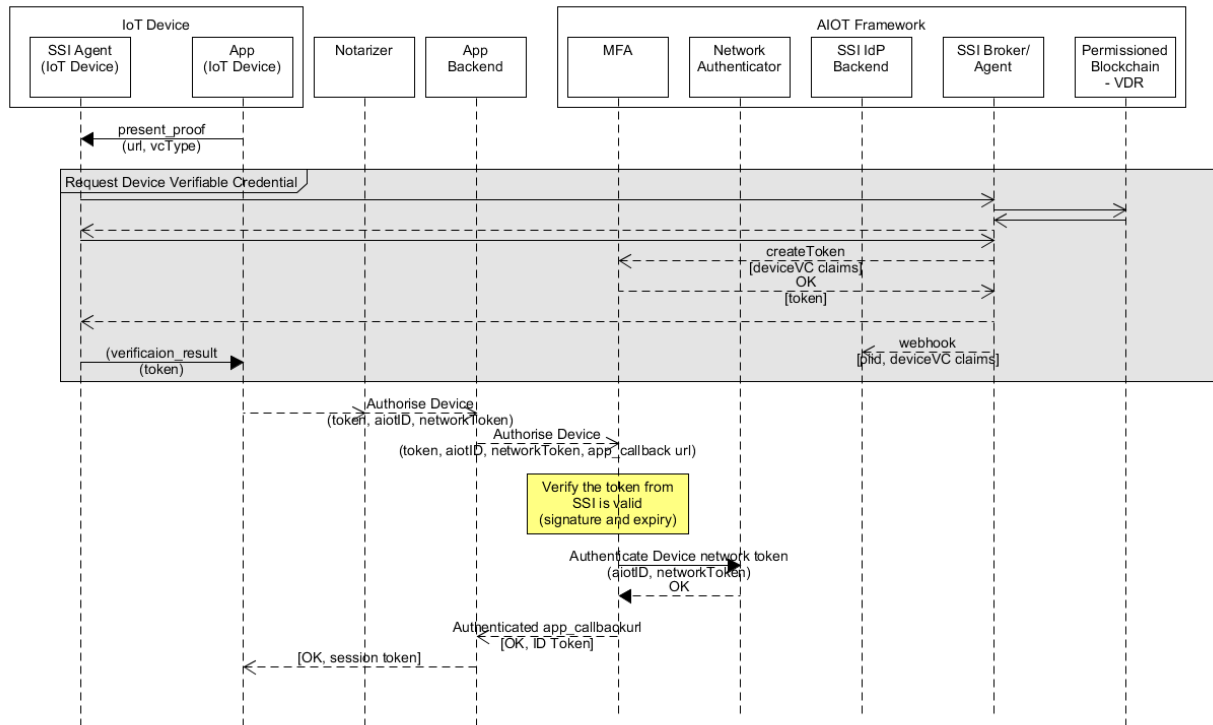 IoT Device
AIOT Framework
SSI Agent
(IoT Device)
App
(IoT Device)
Notarizer
App
Backend
MFA
Network
Authenticator
SSI IdP
Backend
SSI Broker/
Agent
Permissioned
Blockchain
- VDR
present_proof
(url, vcType)
Request Device Verifiable Credential
createToken
[deviceVC claims]
OK
[token]
webhook
[piid, deviceVC claims]
(verificaion_result
(token)
Authorise Device
(token, aiotID, networkToken)
Authorise Device
(token, aiotID, networkToken, app_callback url)
Verify the token from
SSI is valid
(signature and expiry)
Authenticate Device network token
(aiotID, networkToken)
OK
Authenticated app_callbackurl
[OK, ID Token]
[OK, session token]